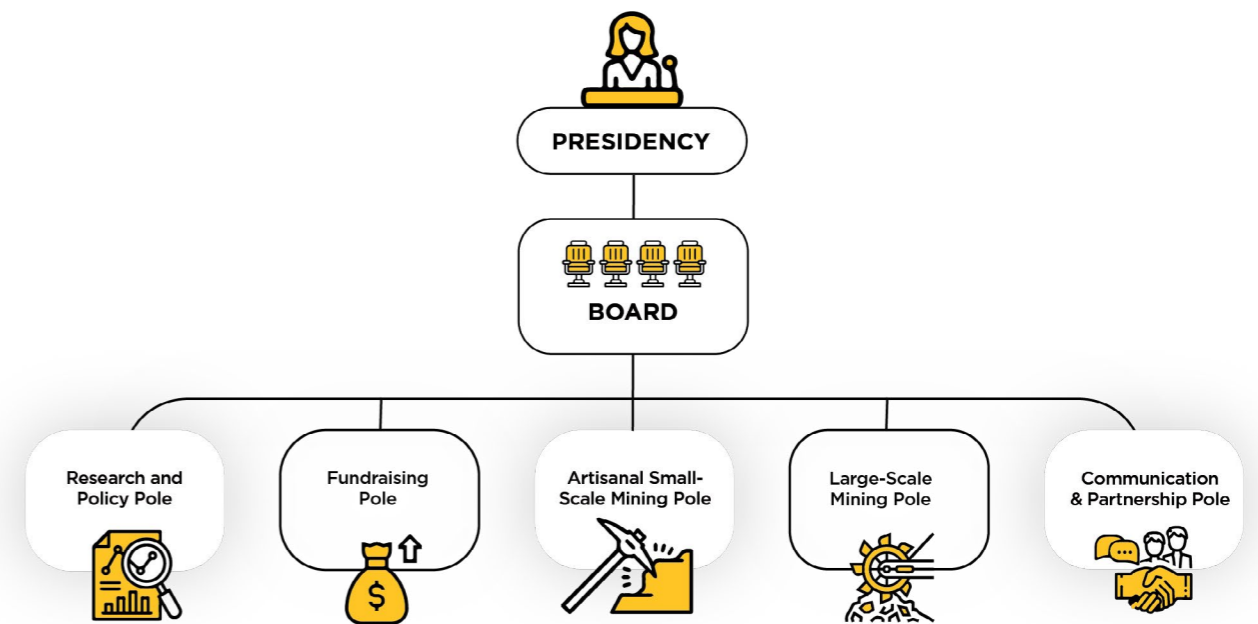 PRESIDENCY
BOARD
Research and
Policy Pole
Fundraising
Pole
Artisanal Small-
Scale Mining Pole
Large-Scale
Mining Pole
Communication
& Partnership Pole
$